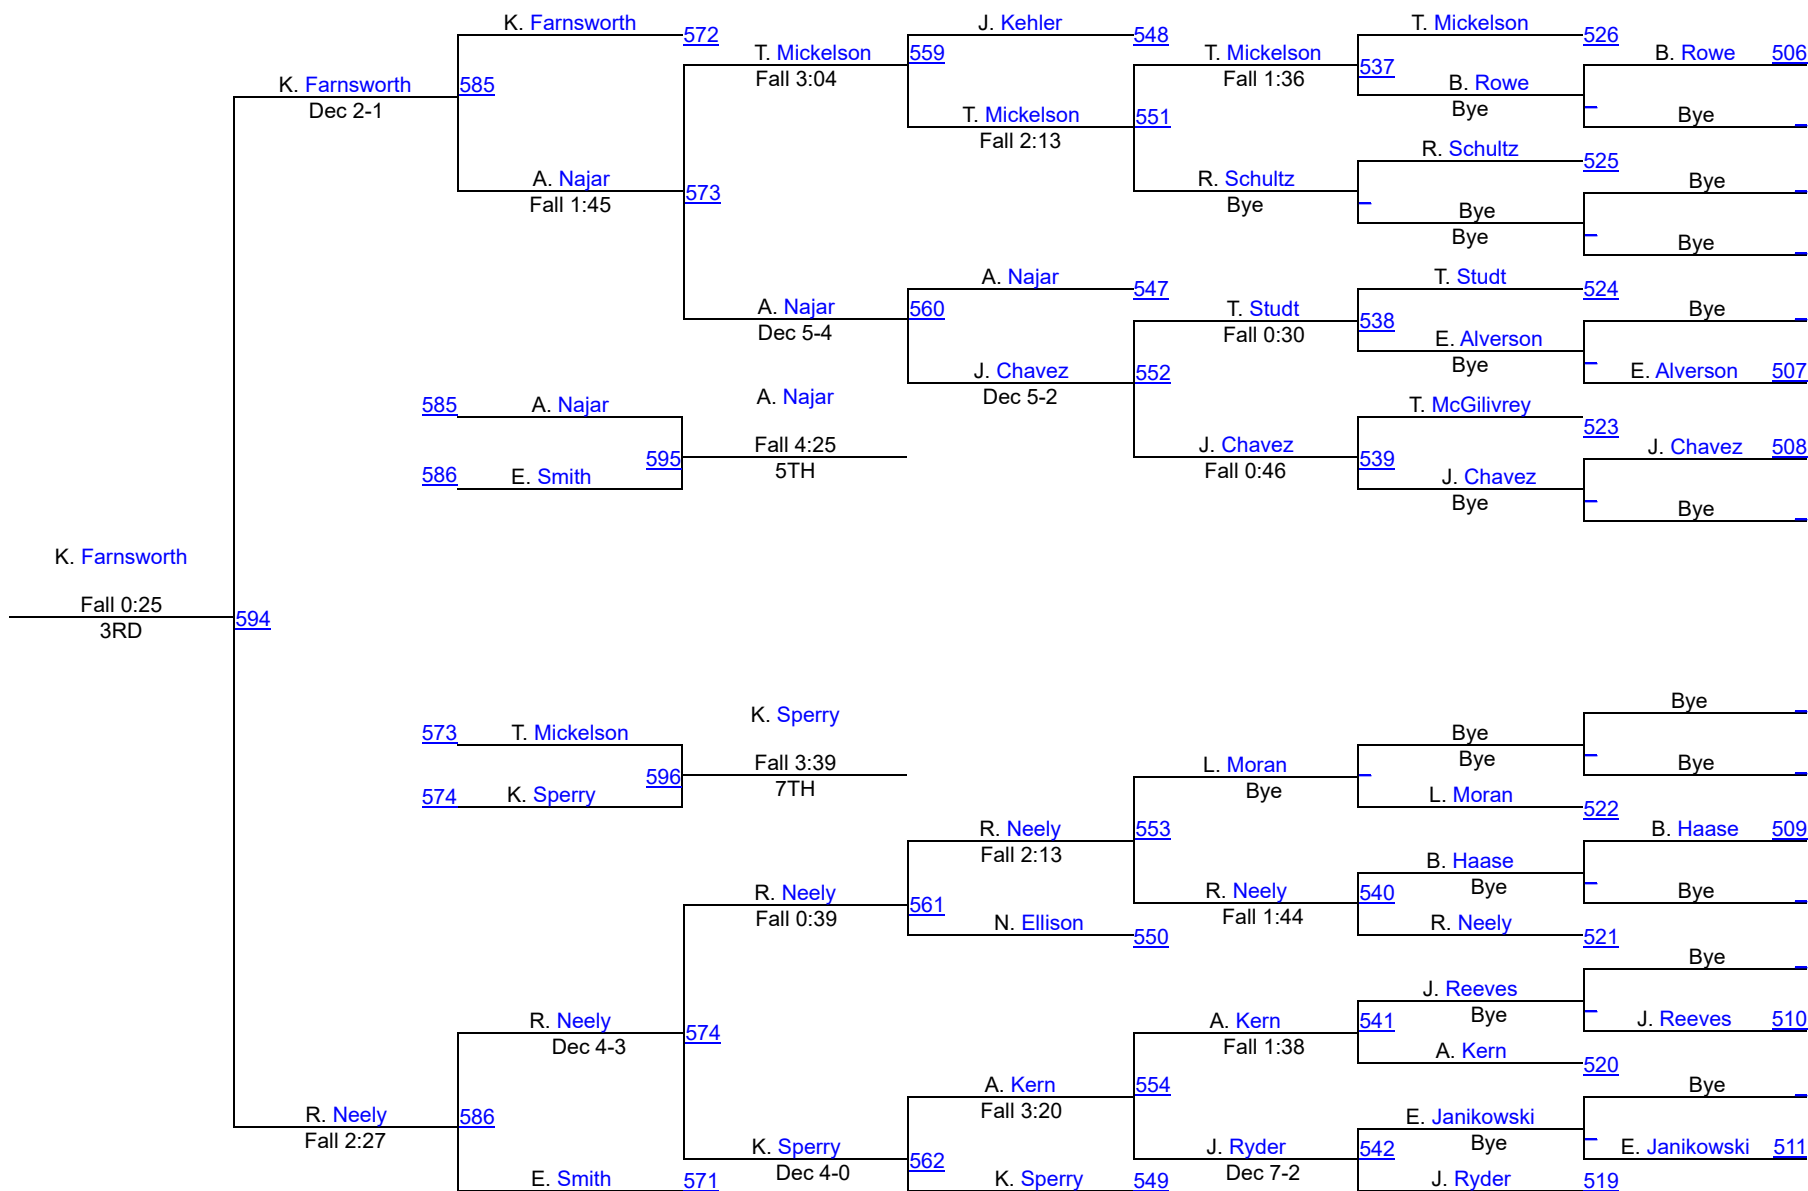 K. Farnsworth
572
J. Kehler
548
T. Mickelson
526
B. Rowe 506
T. Mickelson
Fall 3:04
559
T. Mickelson
Fall 1:36
537
K. Farnsworth
Dec 2-1
585
B. Rowe
Bye
T. Mickelson
Fall 2:13
551
Bye
R. Schultz
525
A. Najar
Fall 1:45
573
R. Schultz
Bye
Bye
Bye
Bye
Bye
A. Najar
547
T. Studt
524
A. Najar
Dec 5-4
560
T. Studt
Fall 0:30
538
Bye
E. Alverson
Bye
J. Chavez
Dec 5-2
552
E. Alverson 507
585
A. Najar
A. Najar
T. McGilivrey
523
Fall 4:25
5TH
595
J. Chavez
Fall 0:46
539
J. Chavez 508
586
E. Smith
J. Chavez
Bye
Bye
K. Farnsworth
Fall 0:25
3RD
594
Bye
K. Sperry
573
T. Mickelson
Bye
Bye
Fall 3:39
7TH
596
L. Moran
Bye
Bye
574
K. Sperry
L. Moran
522
R. Neely
Fall 2:13
553
B. Haase 509
B. Haase
Bye
R. Neely
Fall 0:39
561
R. Neely
Fall 1:44
540
Bye
N. Ellison
550
R. Neely
521
Bye
J. Reeves
Bye
R. Neely
Dec 4-3
574
A. Kern
Fall 1:38
541
J. Reeves 510
A. Kern
520
A. Kern
Fall 3:20
554
Bye
R. Neely
Fall 2:27
586
E. Janikowski
Bye
K. Sperry
Dec 4-0
562
J. Ryder
Dec 7-2
542
E. Janikowski 511
E. Smith
571
K. Sperry
549
J. Ryder
519